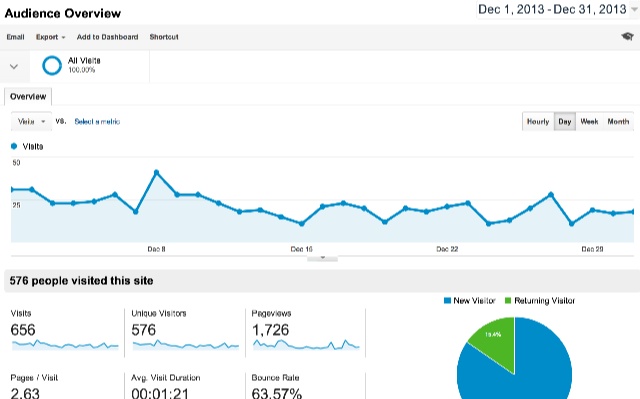 Audience Overview
Dec 1, 2013 - Dec 31, 2013
Email Export Add to Dashboard Shortcut
All Visits
100.00%
Overview
Visits VS. Select a metric
Hourly Day Week Month
Visits
50
25
Dec 8 Dec 15 Dec 22 Dec 29
576 people visited this site
New Visitor Returning Visitor
Visits Unique Visitors Pageviews
656 576 1,726
15.4%
Pages / Visit Avg. Visit Duration Bounce Rate
2.63 00:01:21 63.57%